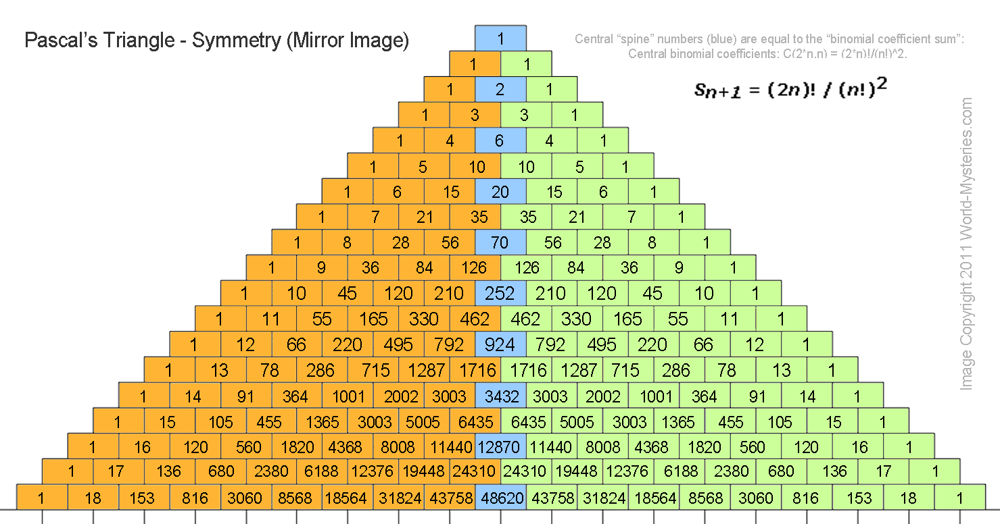 Pascal's Triangle - Symmetry (Mirror Image)
Central “spine” numbers (blue) are equal to the “binomial coefficient sum”:
Central binomial coefficients: C(2*n.n) = (2*n)!/(n!)^2.
Sn+1 = (2n)! / (n!)2
1
1 1
1 2 1
1 3 3 1
1 4 6 4 1
1 5 10 10 5 1
1 6 15 20 15 6 1
1 7 21 35 35 21 7 1
1 8 28 56 70 56 28 8 1
1 9 36 84 126 126 84 36 9 1
1 10 45 120 210 252 210 120 45 10 1
1 11 55 165 330 462 462 330 165 55 11 1
1 12 66 220 495 792 924 792 495 220 66 12 1
1 13 78 286 715 1287 1716 1716 1287 715 286 78 13 1
1 14 91 364 1001 2002 3003 3432 3003 2002 1001 364 91 14 1
1 15 105 455 1365 3003 5005 6435 6435 5005 3003 1365 455 105 15 1
1 16 120 560 1820 4368 8008 11440 12870 11440 8008 4368 1820 560 120 16 1
1 17 136 680 2380 6188 12376 19448 24310 24310 19448 12376 6188 2380 680 136 17 1
1 18 153 816 3060 8568 18564 31824 43758 48620 43758 31824 18564 8568 3060 816 153 18 1
Image Copyright 2011 World-Mysteries.com